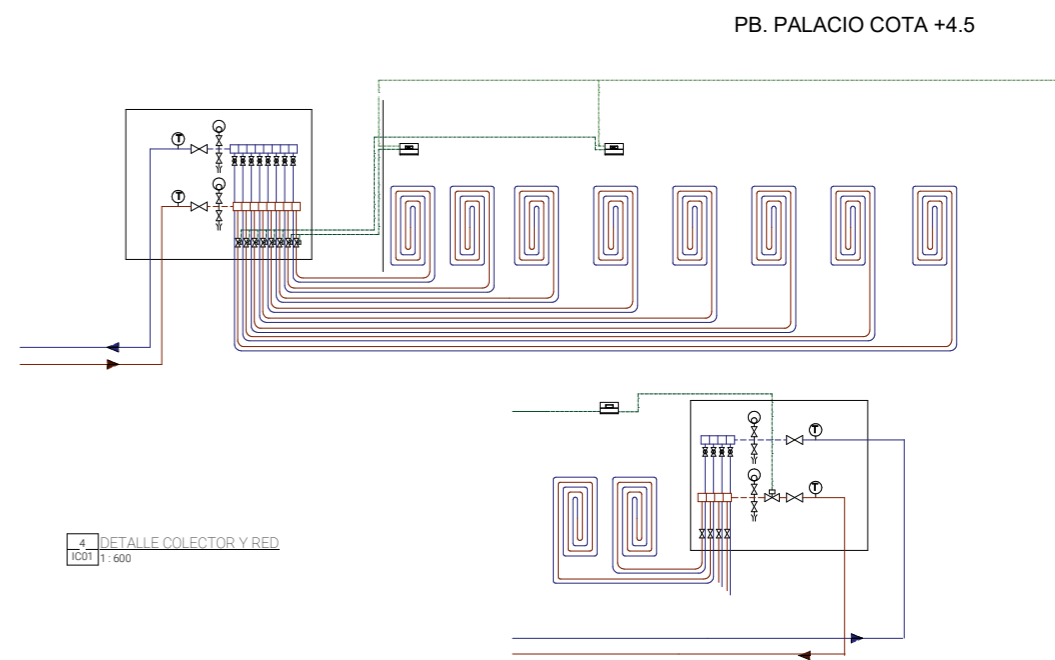 PB. PALACIO COTA +4.5
T
T
T
T
4 DETALLE COLECTOR Y RED
IC01 1 : 600